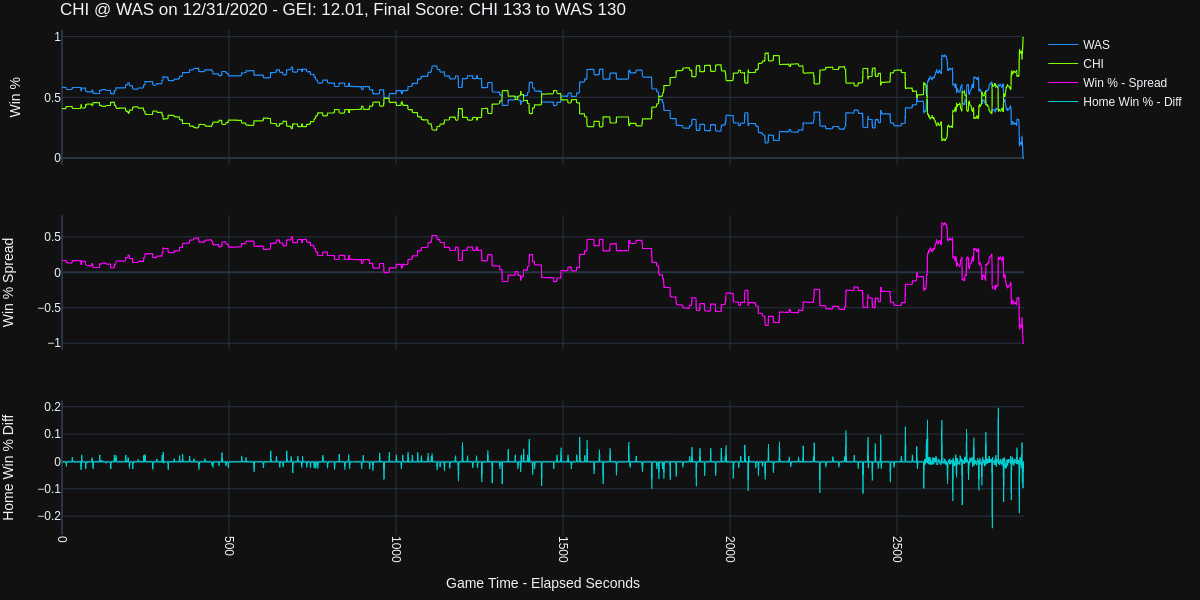 CHI @ WAS on 12/31/2020 - GEI: 12.01, Final Score: CHI 133 to WAS 130
1
0.5
0
Win %
WAS
CHI
Win % - Spread
Home Win % - Diff
0.5
0
−0.5
−1
Win % Spread
0.2
0.1
0
−0.1
−0.2
Home Win % Diff
0
500
1000
1500
2000
2500
Game Time - Elapsed Seconds